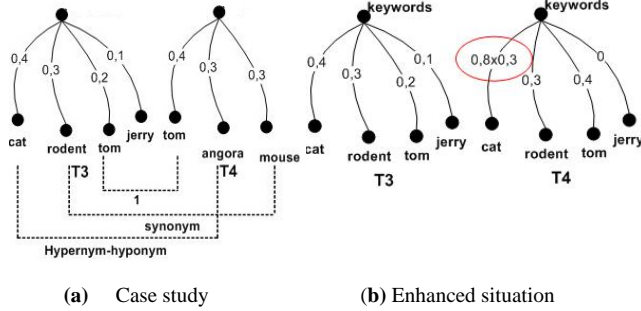 keywords keywords
0,4 0,3 0,2 0,1 0,4 0,3 0,3
0,4 0,3 0,2 0,1 0,8x0,3 0,3 0,4 0
cat rodent tom jerry tom angora mouse
cat rodent tom jerry cat rodent tom jerry
T3 T4 T3 T4
1
synonym
Hypernym-hyponym
(a) Case study (b) Enhanced situation